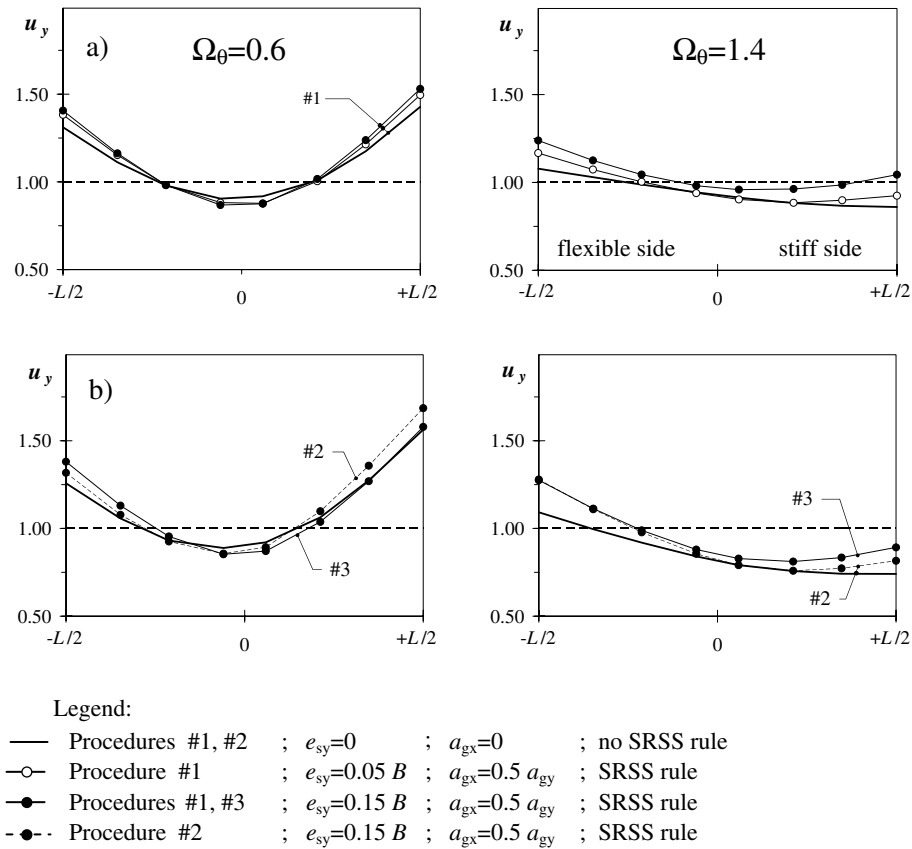 u y
a)
Ωθ=0.6
Ωθ=1.4
#1
1.50
1.50
1.00
1.00
flexible side
stiff side
0.50
0.50
-L/2
0
+L/2
-L/2
0
+L/2
u y
b)
u y
#2
#3
1.50
1.50
#3
#2
1.00
1.00
0.50
0.50
-L/2
0
+L/2
-L/2
0
+L/2
Legend:
Procedures #1, #2 ; esy=0 ; agx=0 ; no SRSS rule
Procedure #1 ; esy=0.05 B ; agx=0.5 agy ; SRSS rule
Procedures #1, #3 ; esy=0.15 B ; agx=0.5 agy ; SRSS rule
Procedure #2 ; esy=0.15 B ; agx=0.5 agy ; SRSS rule